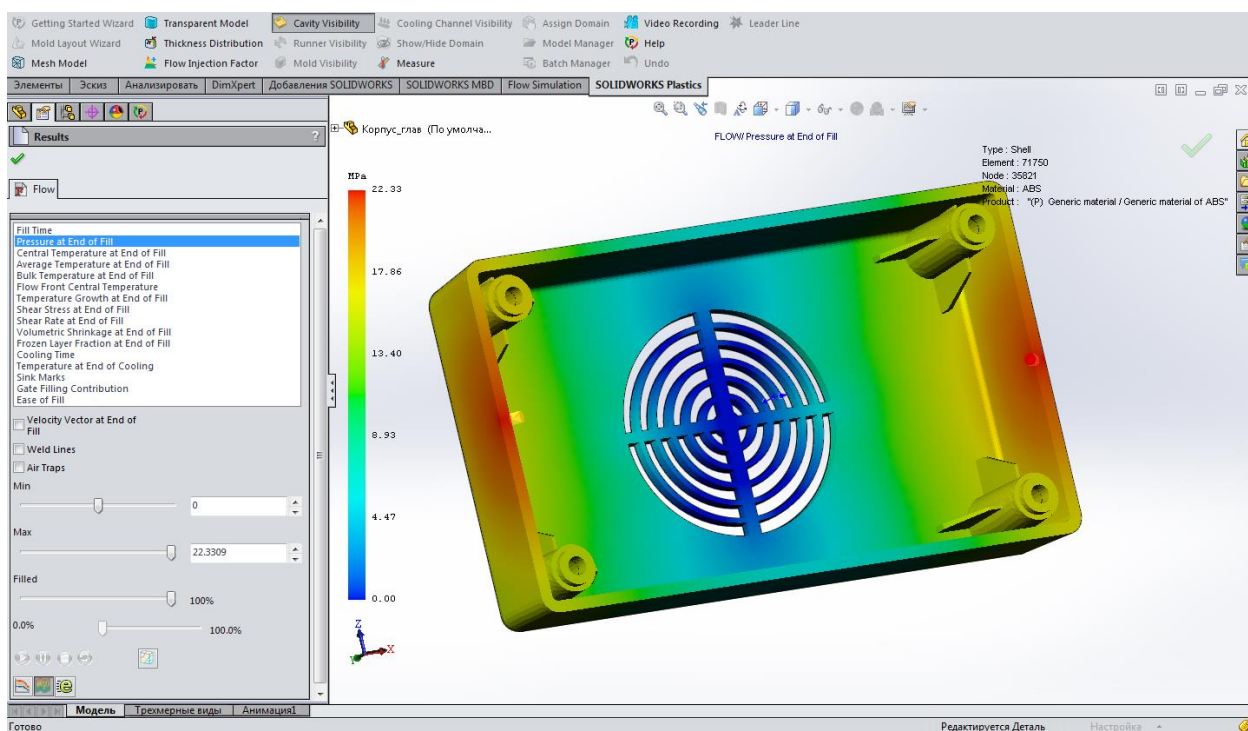 Getting Started Wizard Transparent Model Cavity Visibility Cooling Channel Visibility Assign Domain Video Recording Leader Line
Mold Layout Wizard Thickness Distribution Runner Visibility Show/Hide Domain Model Manager Help
Mesh Model Flow Injection Factor Mold Visibility Measure Batch Manager Undo
Элементы Эскиз Анализировать DimXpert Добавления SOLIDWORKS SOLIDWORKS MBD Flow Simulation SOLIDWORKS Plastics
Results ?
Корпус_глав (По умолча...
FLOW/ Pressure at End of Fill
Type : Shell
Element : 71750
Node : 35821
Material : ABS
Product : "(P) Generic material / Generic material of ABS"
Flow
Fill Time
Pressure at End of Fill
Central Temperature at End of Fill
Average Temperature at End of Fill
Bulk Temperature at End of Fill
Flow Front Central Temperature
Temperature Growth at End of Fill
Shear Stress at End of Fill
Shear Rate at End of Fill
Volumetric Shrinkage at End of Fill
Frozen Layer Fraction at End of Fill
Cooling Time
Temperature at End of Cooling
Sink Marks
Gate Filling Contribution
Ease of Fill
Velocity Vector at End of
Fill
Weld Lines
Air Traps
Min
0
Max
22.3309
Filled
100%
0.0% 100.0%
MPa
22.33
17.86
13.40
8.93
4.47
0.00
Z
X
Y
Модель Трехмерные виды Анимация1
Готово Редактируется Деталь Настройка